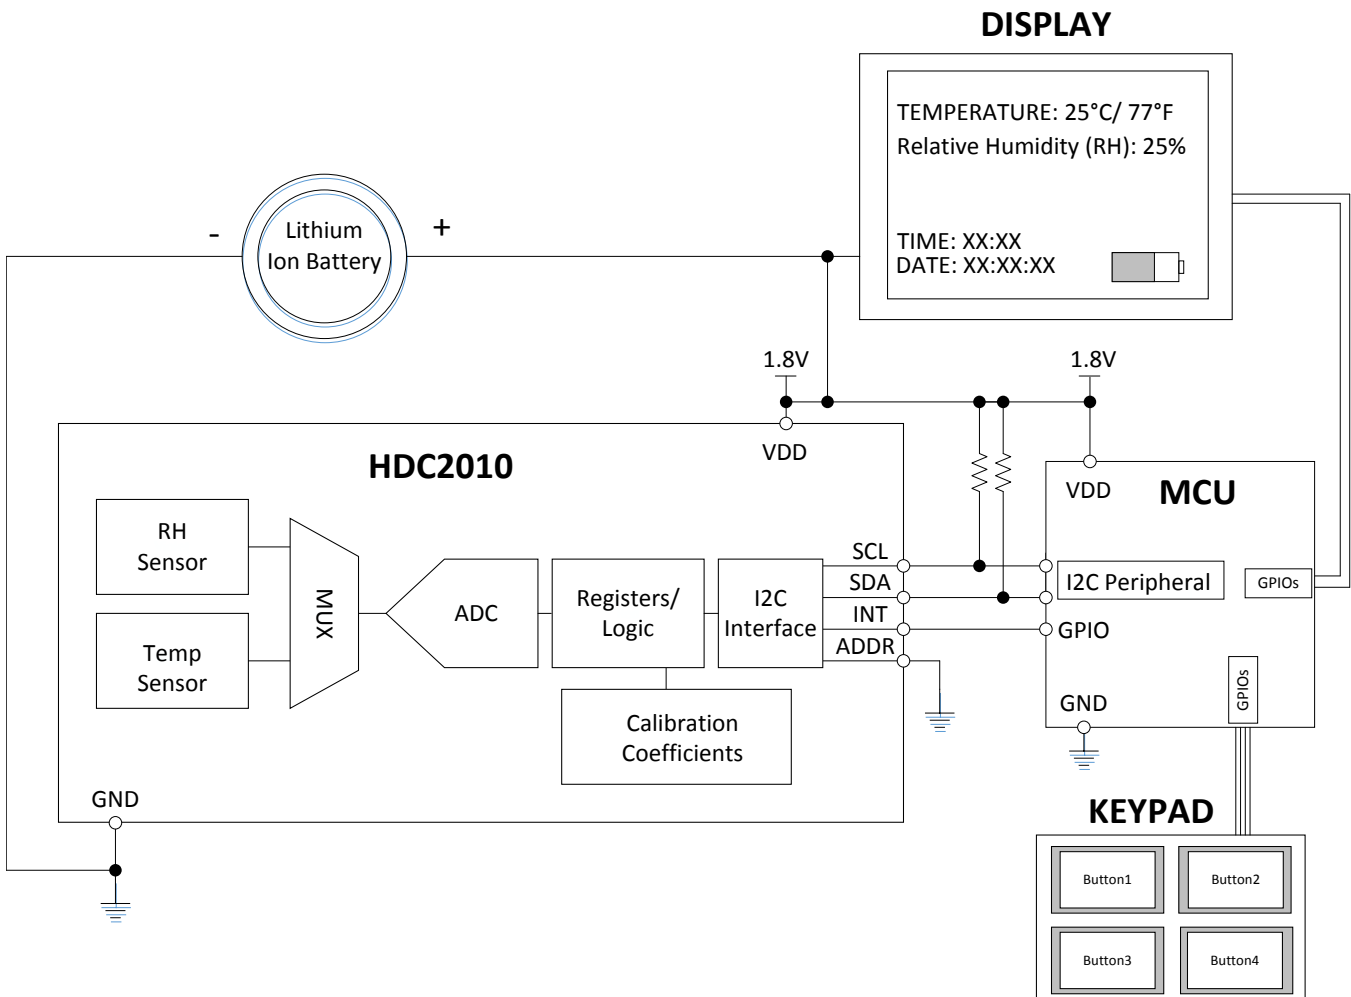 DISPLAY
TEMPERATURE: 25°C/ 77°F
Relative Humidity (RH): 25%
TIME: XX:XX
DATE: XX:XX:XX
-
Lithium
Ion Battery
+
1.8V
1.8V
VDD
HDC2010
RH
Sensor
Temp
Sensor
MUX
ADC
Registers/
Logic
I2C
Interface
Calibration
Coefficients
SCL
SDA
INT
ADDR
GND
VDD
MCU
I2C Peripheral
GPIOs
GPIO
GPIOs
GND
KEYPAD
Button1
Button2
Button3
Button4